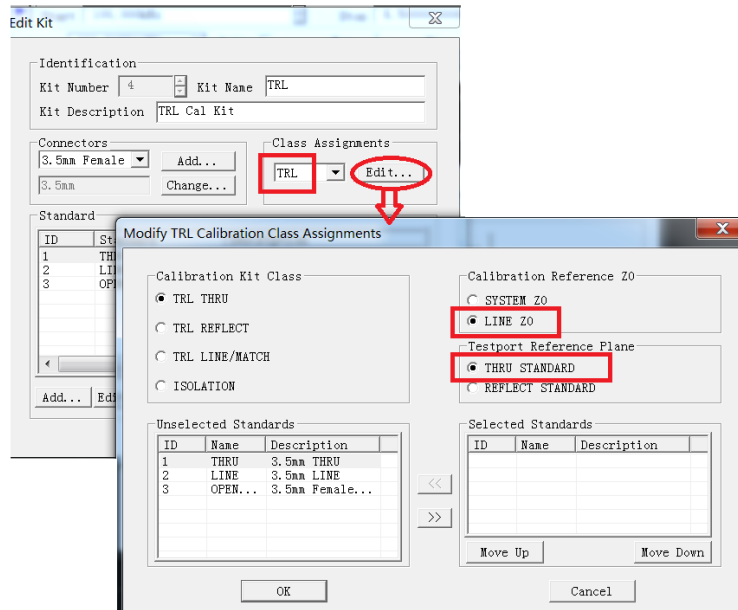 Edit Kit
Identification
Kit Number 4 Kit Name TRL
Kit Description TRL Cal Kit
Connectors
3.5mm Female Add...
3.5mm Change...
Class Assignments
TRL Edit...
Standard
ID
1
2
3
Add...
Modify TRL Calibration Class Assignments
Calibration Kit Class
TRL THRU
TRL REFLECT
TRL LINE/MATCH
ISOLATION
Calibration Reference Z0
SYSTEM Z0
LINE Z0
Testport Reference Plane
THRU STANDARD
REFLECT STANDARD
Unselected Standards
ID Name Description
1 THRU 3.5mm THRU
2 LINE 3.5mm LINE
3 OPEN... 3.5mm Female...
<<
>>
Selected Standards
ID Name Description
Move Up Move Down
OK Cancel